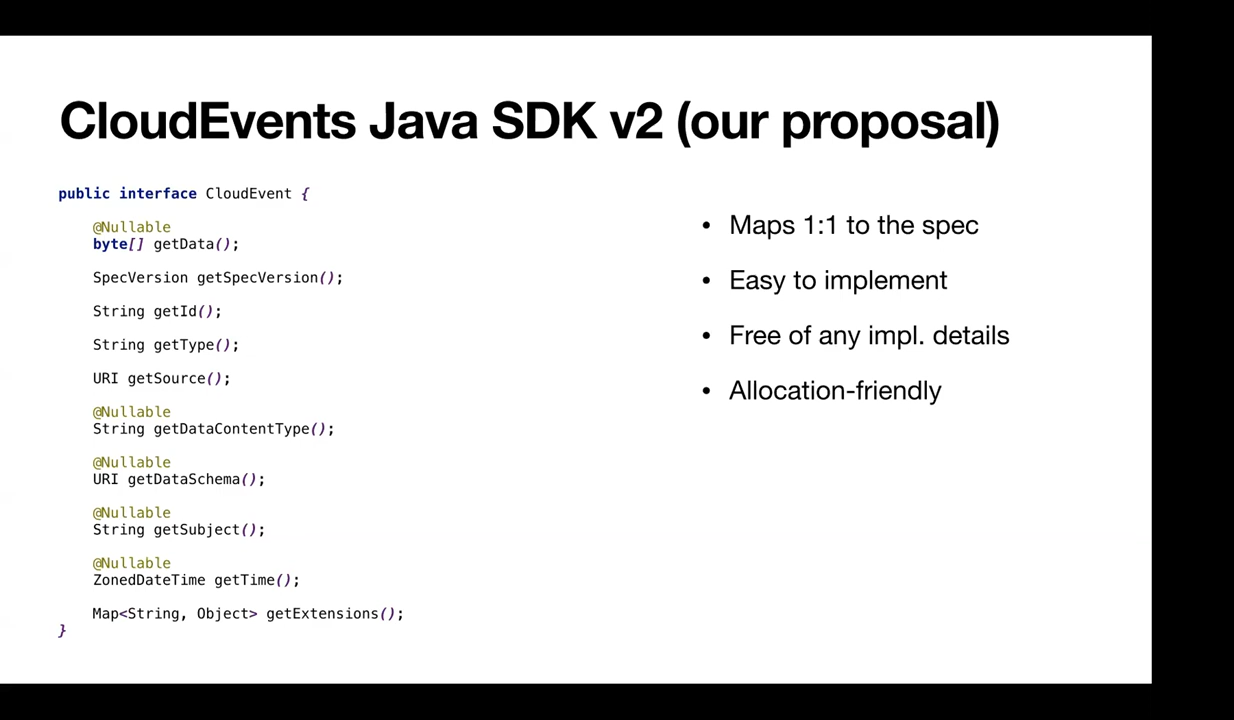 CloudEvents Java SDK v2 (our proposal)
public interface CloudEvent {
@Nullable
byte[] getData();
SpecVersion getSpecVersion();
String getId();
String getType();
URI getSource();
@Nullable
String getDataContentType();
@Nullable
URI getDataSchema();
@Nullable
String getSubject();
@Nullable
ZonedDateTime getTime();
Map<String, Object> getExtensions();
}
• Maps 1:1 to the spec
• Easy to implement
• Free of any impl. details
• Allocation-friendly